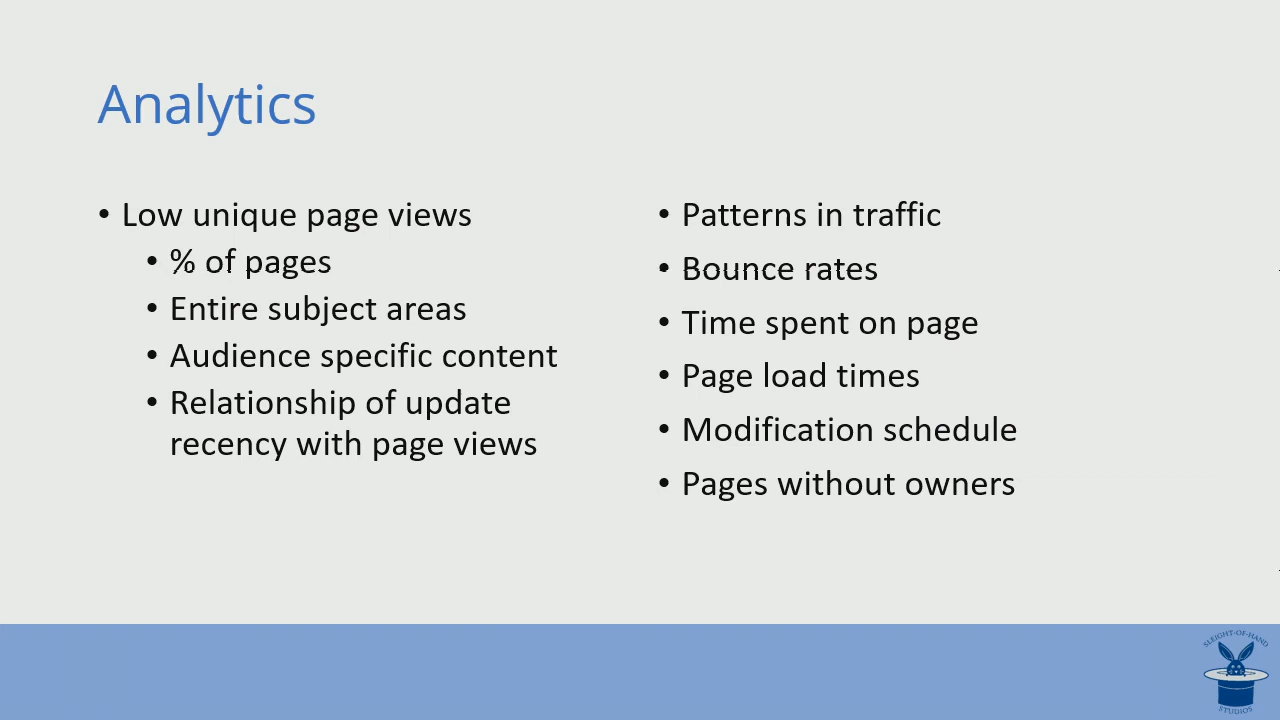 Analytics
• Low unique page views
• % of pages
• Entire subject areas
• Audience specific content
• Relationship of update
recency with page views
• Patterns in traffic
• Bounce rates
• Time spent on page
• Page load times
• Modification schedule
• Pages without owners
SLEIGHT-OF-HAND
STUDIOS